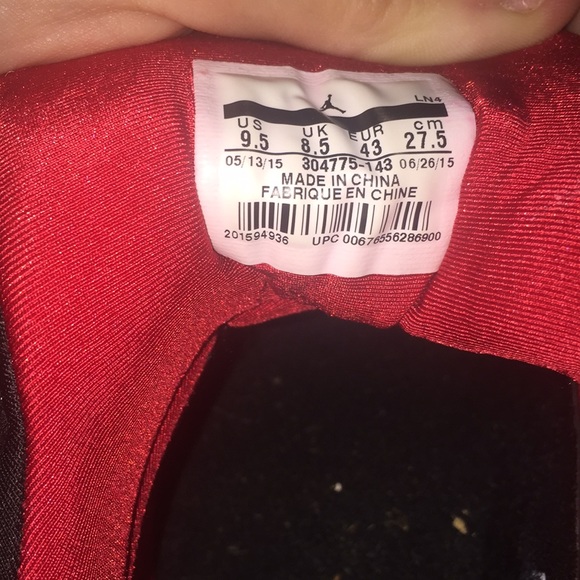 LN4
US UK EUR cm
9.5 8.5 43 27.5
05/13/15 304775-143 06/26/15
MADE IN CHINA
FABRIQUE EN CHINE
201594936 UPC 00676556286900